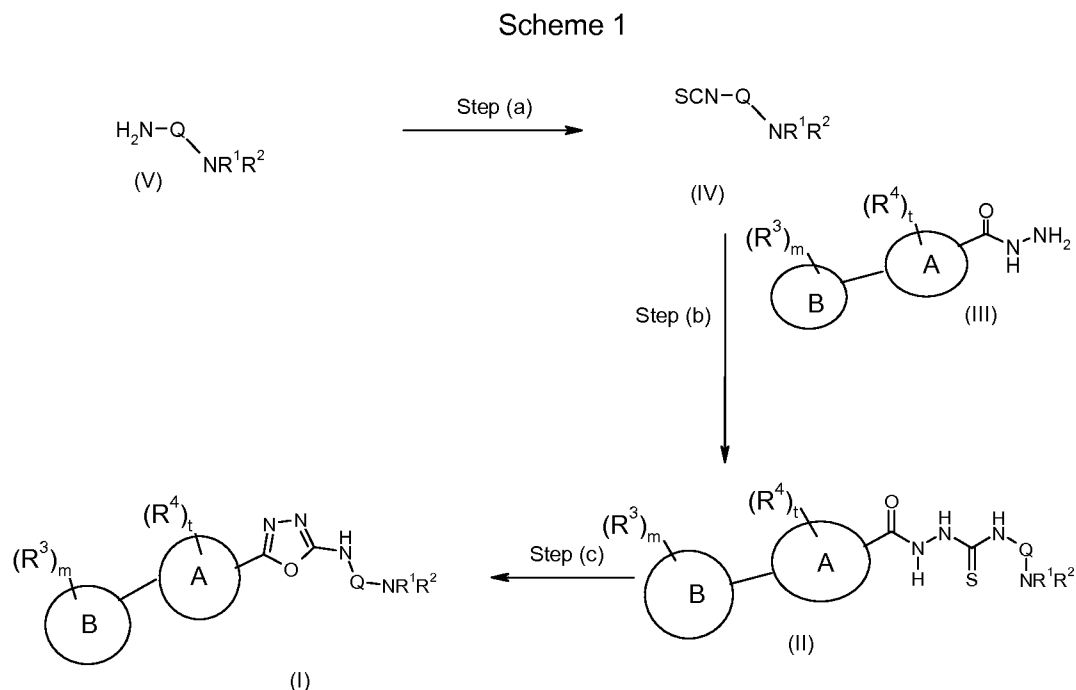 Scheme 1
H₂N–Q
NR¹R²
(V)
Step (a)
SCN–Q
NR¹R²
(IV)
Step (b)
(R³)ₘ
B
(R⁴)ₜ
A
O
N
H
NH₂
(III)
(R³)ₘ
B
(R⁴)ₜ
A
O
N
H
H
N
S
H
N
Q
NR¹R²
(II)
Step (c)
(R³)ₘ
B
(R⁴)ₜ
A
N N
O
H
N
Q
NR¹R²
(I)